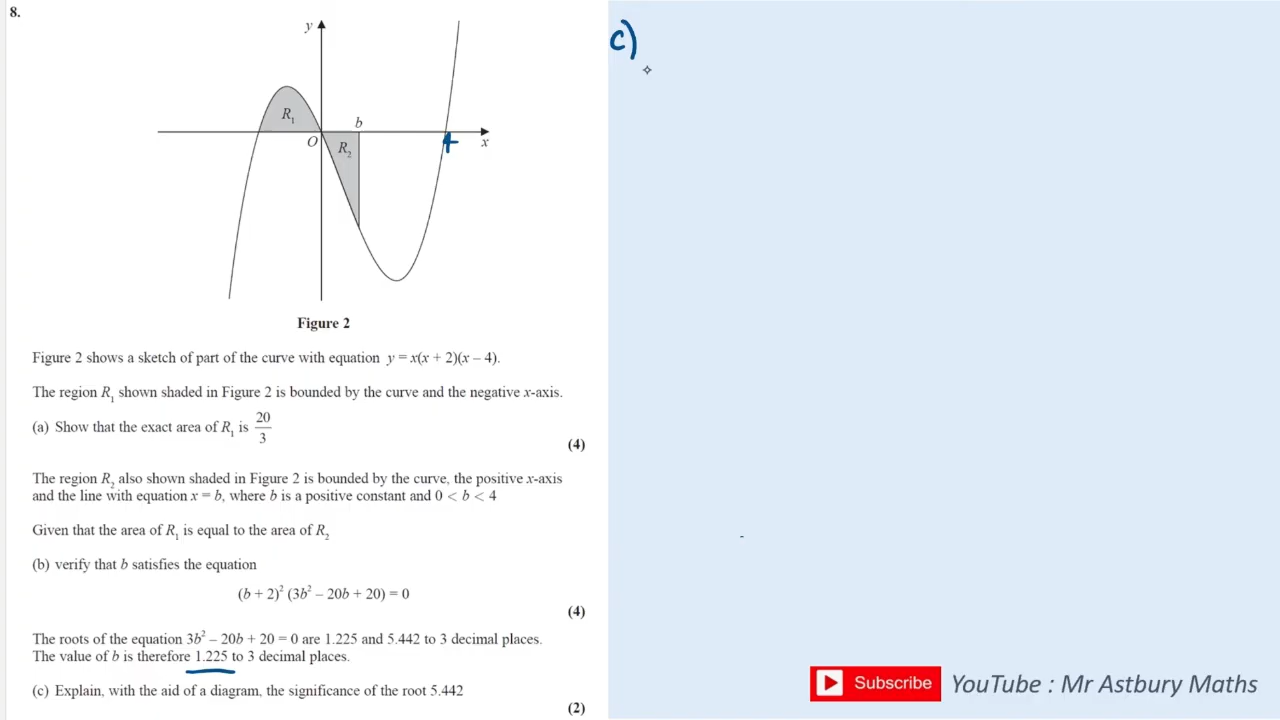 8.
y
c)
R₁
b
O
R₂
4
x
Figure 2
Figure 2 shows a sketch of part of the curve with equation y = x(x + 2)(x – 4).
The region R₁ shown shaded in Figure 2 is bounded by the curve and the negative x-axis.
(a) Show that the exact area of R₁ is 20/3
(4)
The region R₂ also shown shaded in Figure 2 is bounded by the curve, the positive x-axis
and the line with equation x = b, where b is a positive constant and 0 < b < 4
Given that the area of R₁ is equal to the area of R₂
(b) verify that b satisfies the equation
(b + 2)² (3b² – 20b + 20) = 0
(4)
The roots of the equation 3b² – 20b + 20 = 0 are 1.225 and 5.442 to 3 decimal places.
The value of b is therefore 1.225 to 3 decimal places.
(c) Explain, with the aid of a diagram, the significance of the root 5.442
(2)
Subscribe YouTube : Mr Astbury Maths